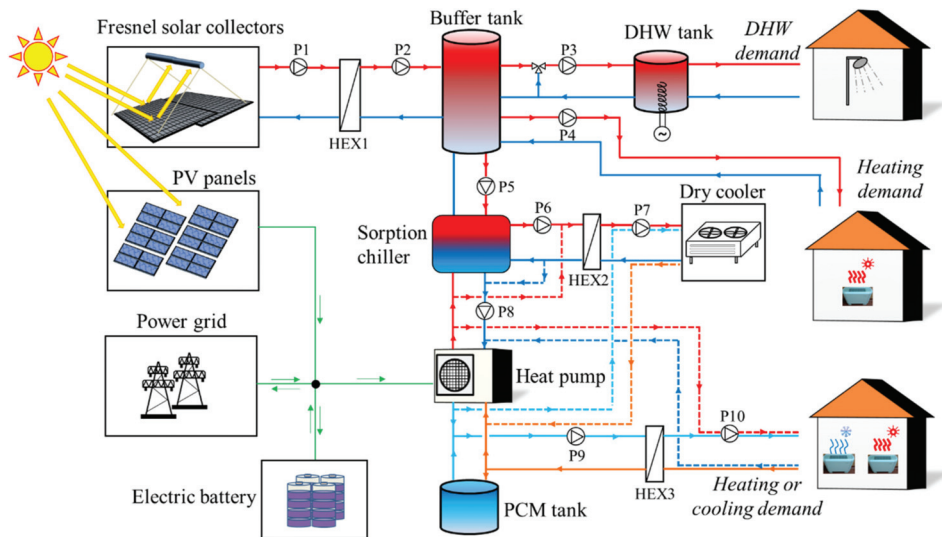 Fresnel solar collectors
P1
P2
HEX1
Buffer tank
P3
DHW tank
DHW
demand
P4
Heating
demand
PV panels
P5
Sorption
chiller
P6
P7
HEX2
Dry cooler
P8
Power grid
Heat pump
P9
HEX3
P10
Electric battery
PCM tank
Heating or
cooling demand